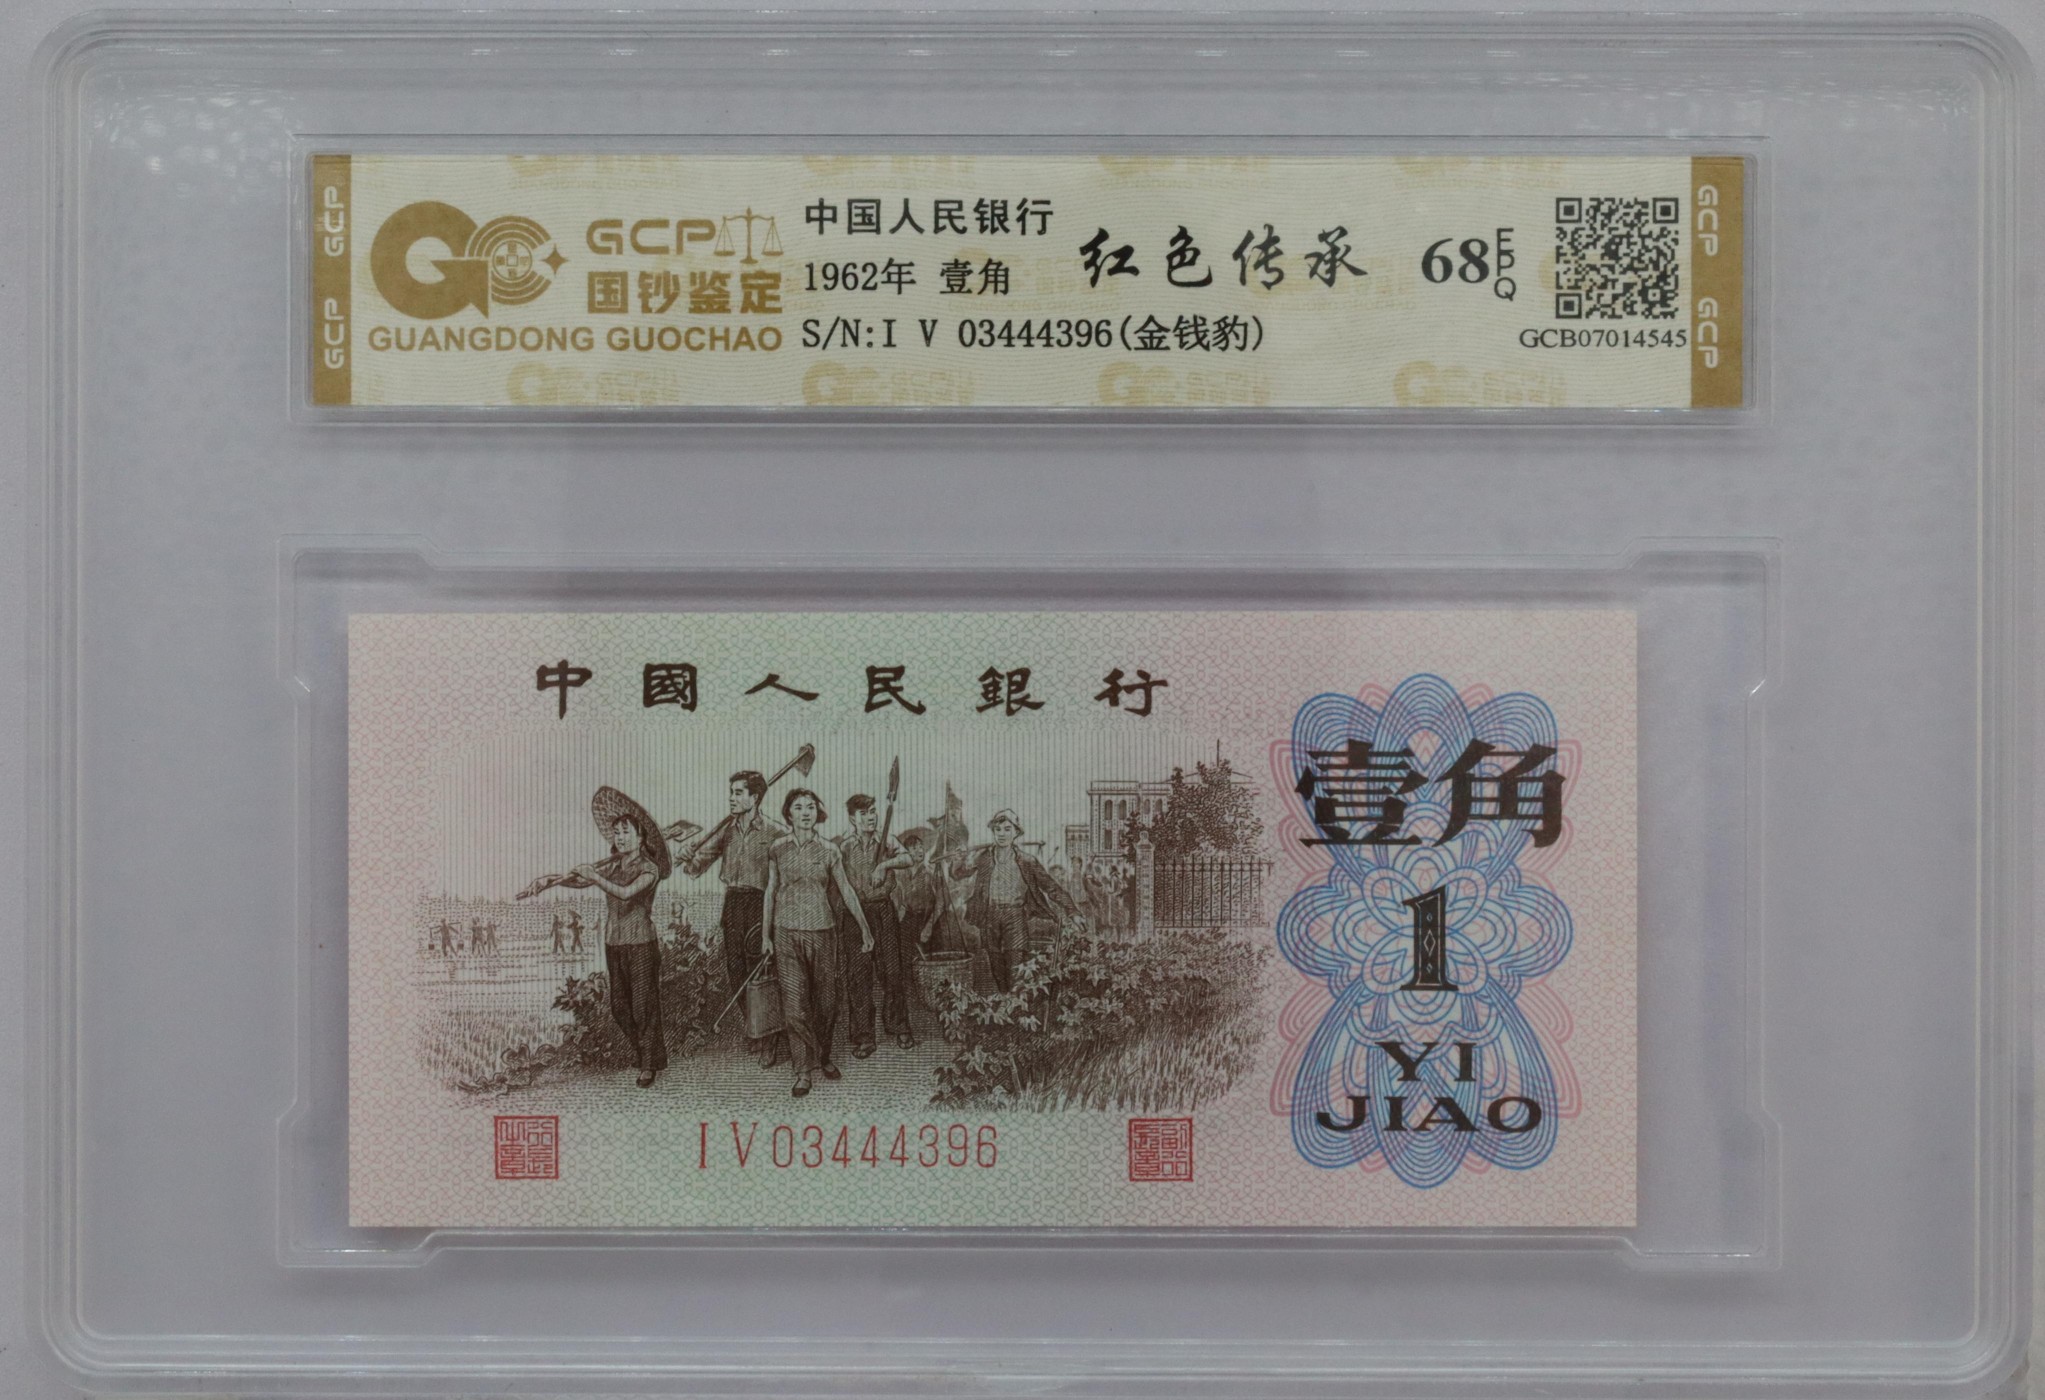 GCP
GCP
GCP
国钞鉴定
GUANGDONG GUOCHAO
中国人民银行
1962年 壹角
S/N:I V 03444396(金钱豹)
红色传承
68 EPQ
GCB07014545
GCP
GCP
中國人民銀行
壹角
1
YI
JIAO
I V 03444396